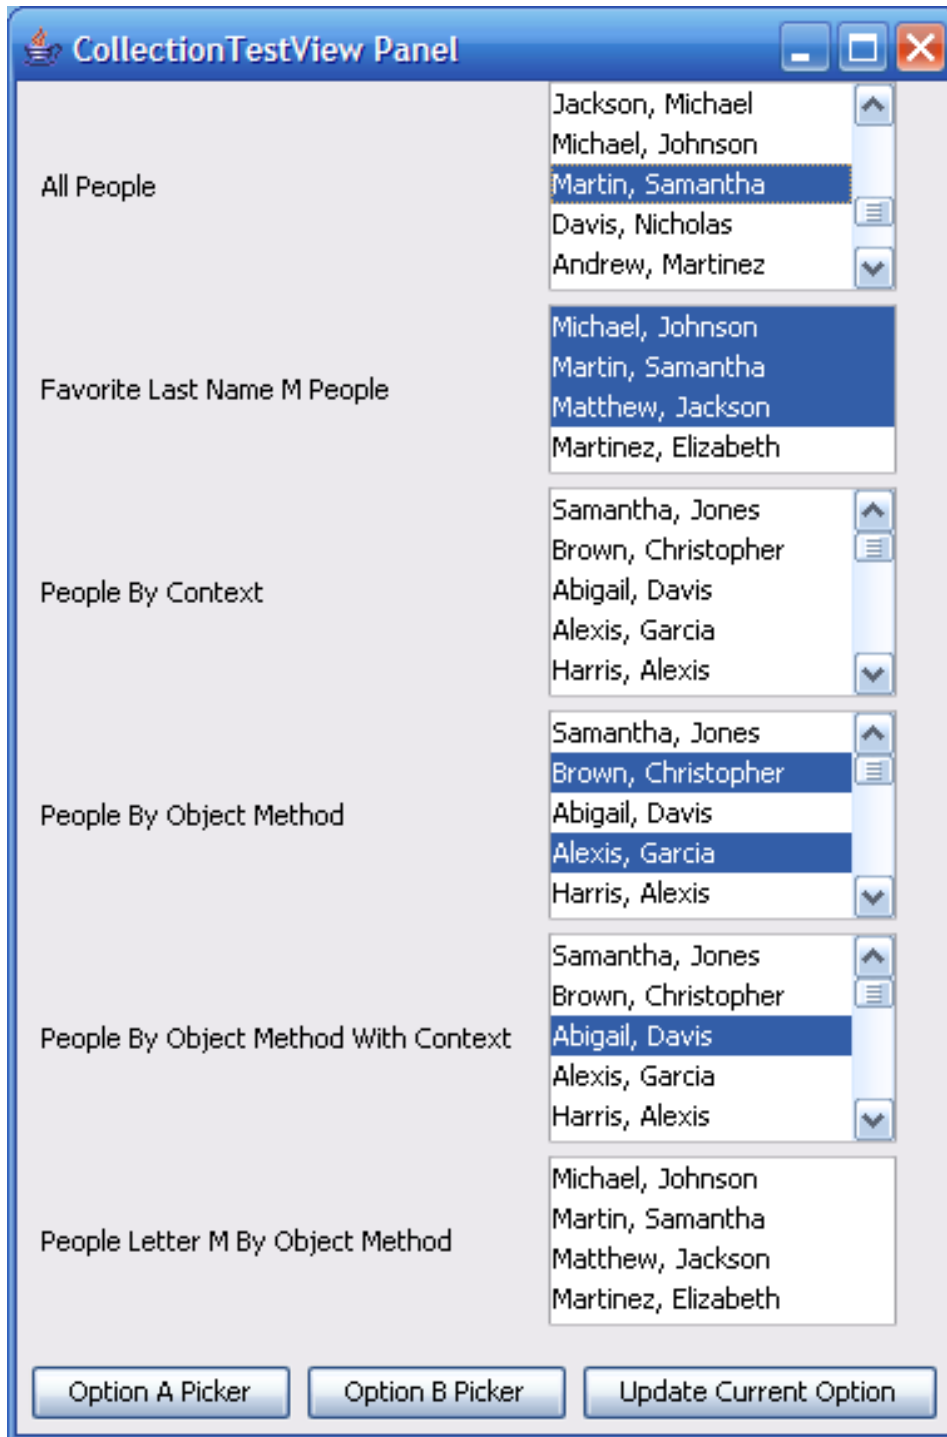 CollectionTestView Panel
All People
Jackson, Michael
Michael, Johnson
Martin, Samantha
Davis, Nicholas
Andrew, Martinez
Favorite Last Name M People
Michael, Johnson
Martin, Samantha
Matthew, Jackson
Martinez, Elizabeth
People By Context
Samantha, Jones
Brown, Christopher
Abigail, Davis
Alexis, Garcia
Harris, Alexis
People By Object Method
Samantha, Jones
Brown, Christopher
Abigail, Davis
Alexis, Garcia
Harris, Alexis
People By Object Method With Context
Samantha, Jones
Brown, Christopher
Abigail, Davis
Alexis, Garcia
Harris, Alexis
People Letter M By Object Method
Michael, Johnson
Martin, Samantha
Matthew, Jackson
Martinez, Elizabeth
Option A Picker Option B Picker Update Current Option